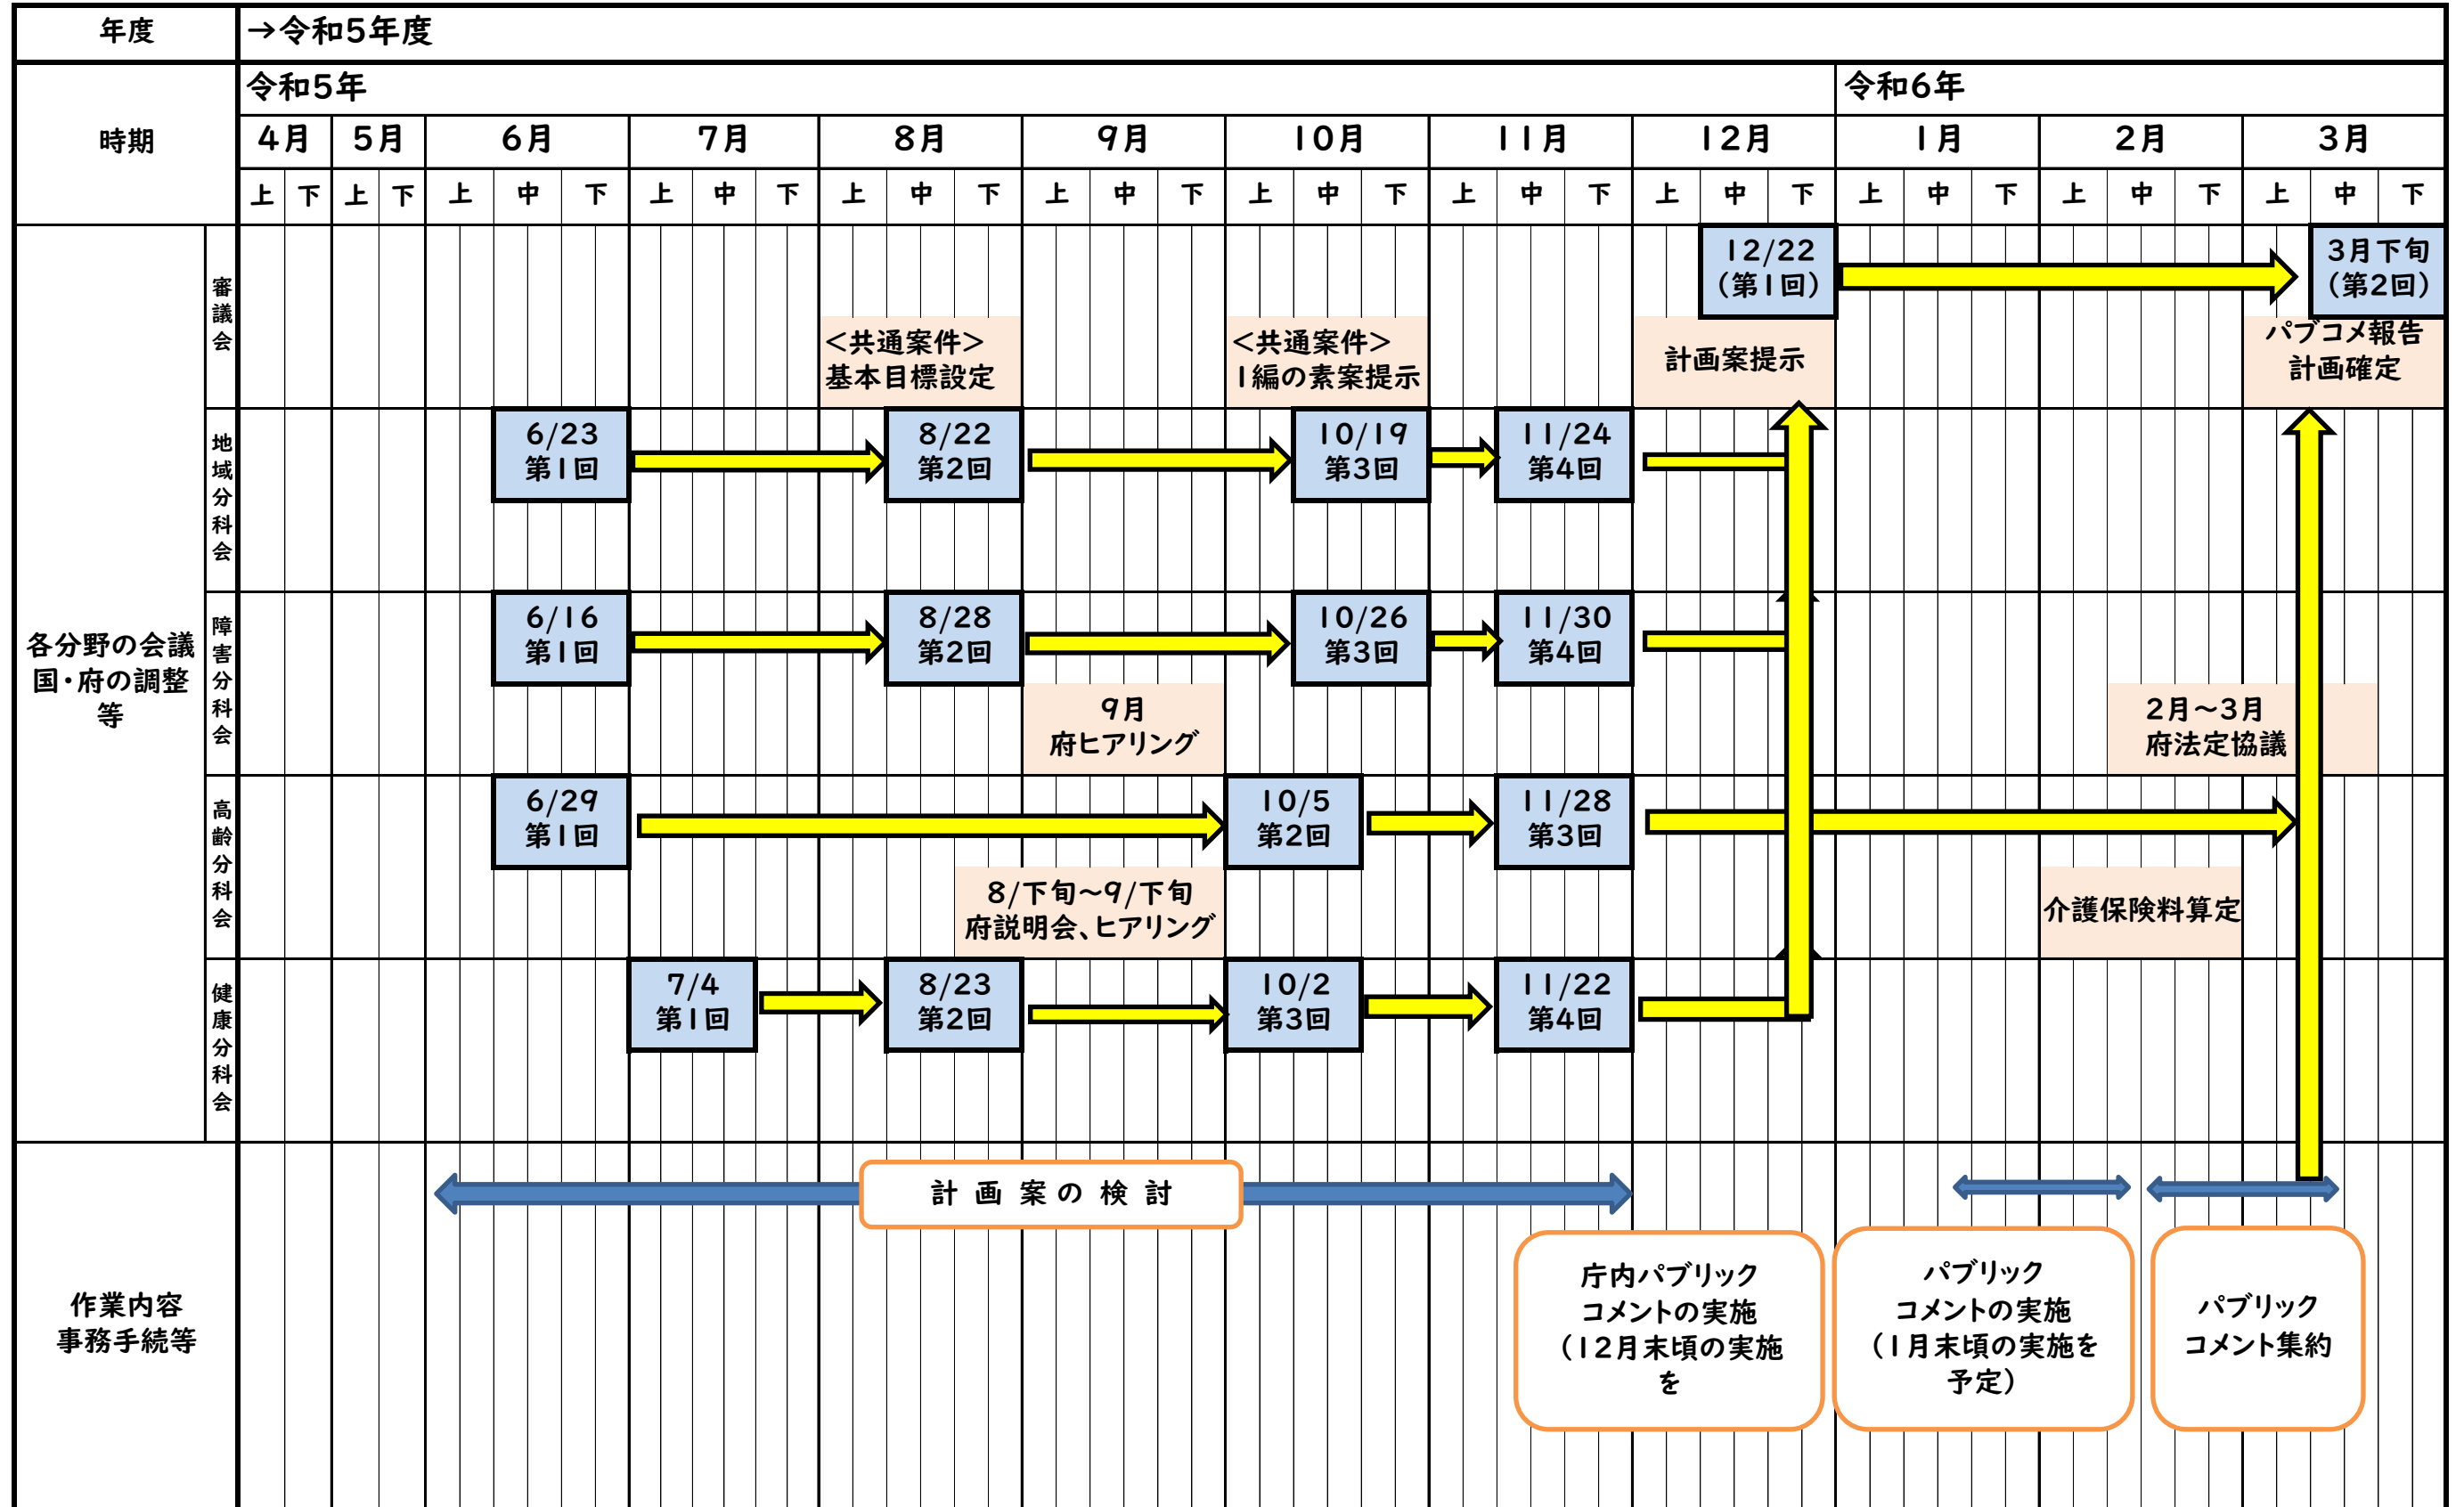 年度
→令和5年度
時期
令和5年
令和6年
4月 5月 6月 7月 8月 9月 10月 11月 12月 1月 2月 3月
上 下 上 下 上 中 下 上 中 下 上 中 下 上 中 下 上 中 下 上 中 下 上 中 下 上 中 下 上 中 下 上 中 下
各分野の会議
国・府の調整
等
審議会
12/22
(第1回)
3月下旬
(第2回)
<共通案件>
基本目標設定
<共通案件>
1編の素案提示
計画案提示
パブコメ報告
計画確定
地域分科会
6/23
第1回
8/22
第2回
10/19
第3回
11/24
第4回
障害分科会
6/16
第1回
8/28
第2回
10/26
第3回
11/30
第4回
9月
府ヒアリング
2月~3月
府法定協議
高齢分科会
6/29
第1回
10/5
第2回
11/28
第3回
8/下旬~9/下旬
府説明会、ヒアリング
介護保険料算定
健康分科会
7/4
第1回
8/23
第2回
10/2
第3回
11/22
第4回
作業内容
事務手続等
計画案の検討
庁内パブリック
コメントの実施
(12月末頃の実施
を
パブリック
コメントの実施
(1月末頃の実施を
予定)
パブリック
コメント集約